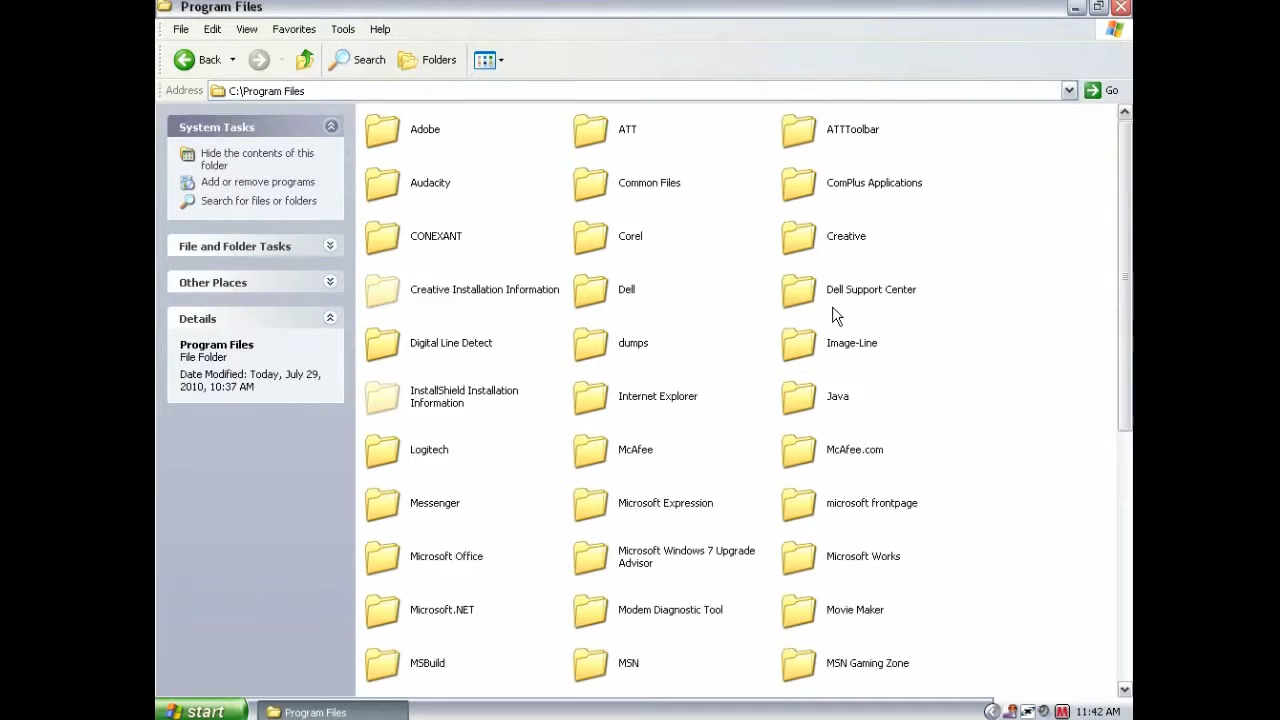 Program Files
File Edit View Favorites Tools Help
Back Search Folders
Address C:\Program Files Go
System Tasks
Hide the contents of this
folder
Add or remove programs
Search for files or folders
File and Folder Tasks
Other Places
Details
Program Files
File Folder
Date Modified: Today, July 29,
2010, 10:37 AM
Adobe ATT ATTToolbar
Audacity Common Files ComPlus Applications
CONEXANT Corel Creative
Creative Installation Information Dell Dell Support Center
Digital Line Detect dumps Image-Line
InstallShield Installation
Information
Internet Explorer Java
Logitech McAfee McAfee.com
Messenger Microsoft Expression microsoft frontpage
Microsoft Office
Microsoft Windows 7 Upgrade
Advisor
Microsoft Works
Microsoft.NET Modem Diagnostic Tool Movie Maker
MSBuild MSN MSN Gaming Zone
start Program Files 11:42 AM